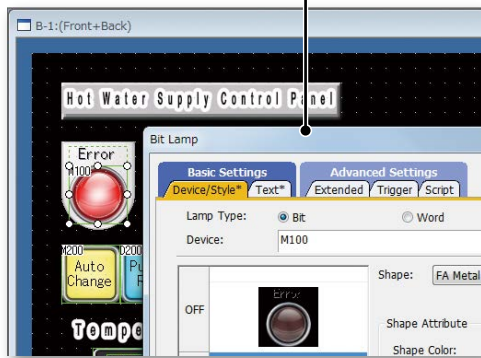 B-1:(Front+Back)
Hot Water Supply Control Panel
Bit Lamp
Error
M100
Basic Settings
Advanced Settings
Device/Style*
Text*
Extended
Trigger
Script
Lamp Type:
Bit
Word
Device:
M100
M200
D200
Auto
Change
Shape:
FA Metal
OFF
Error
Shape Attribute
Shape Color: